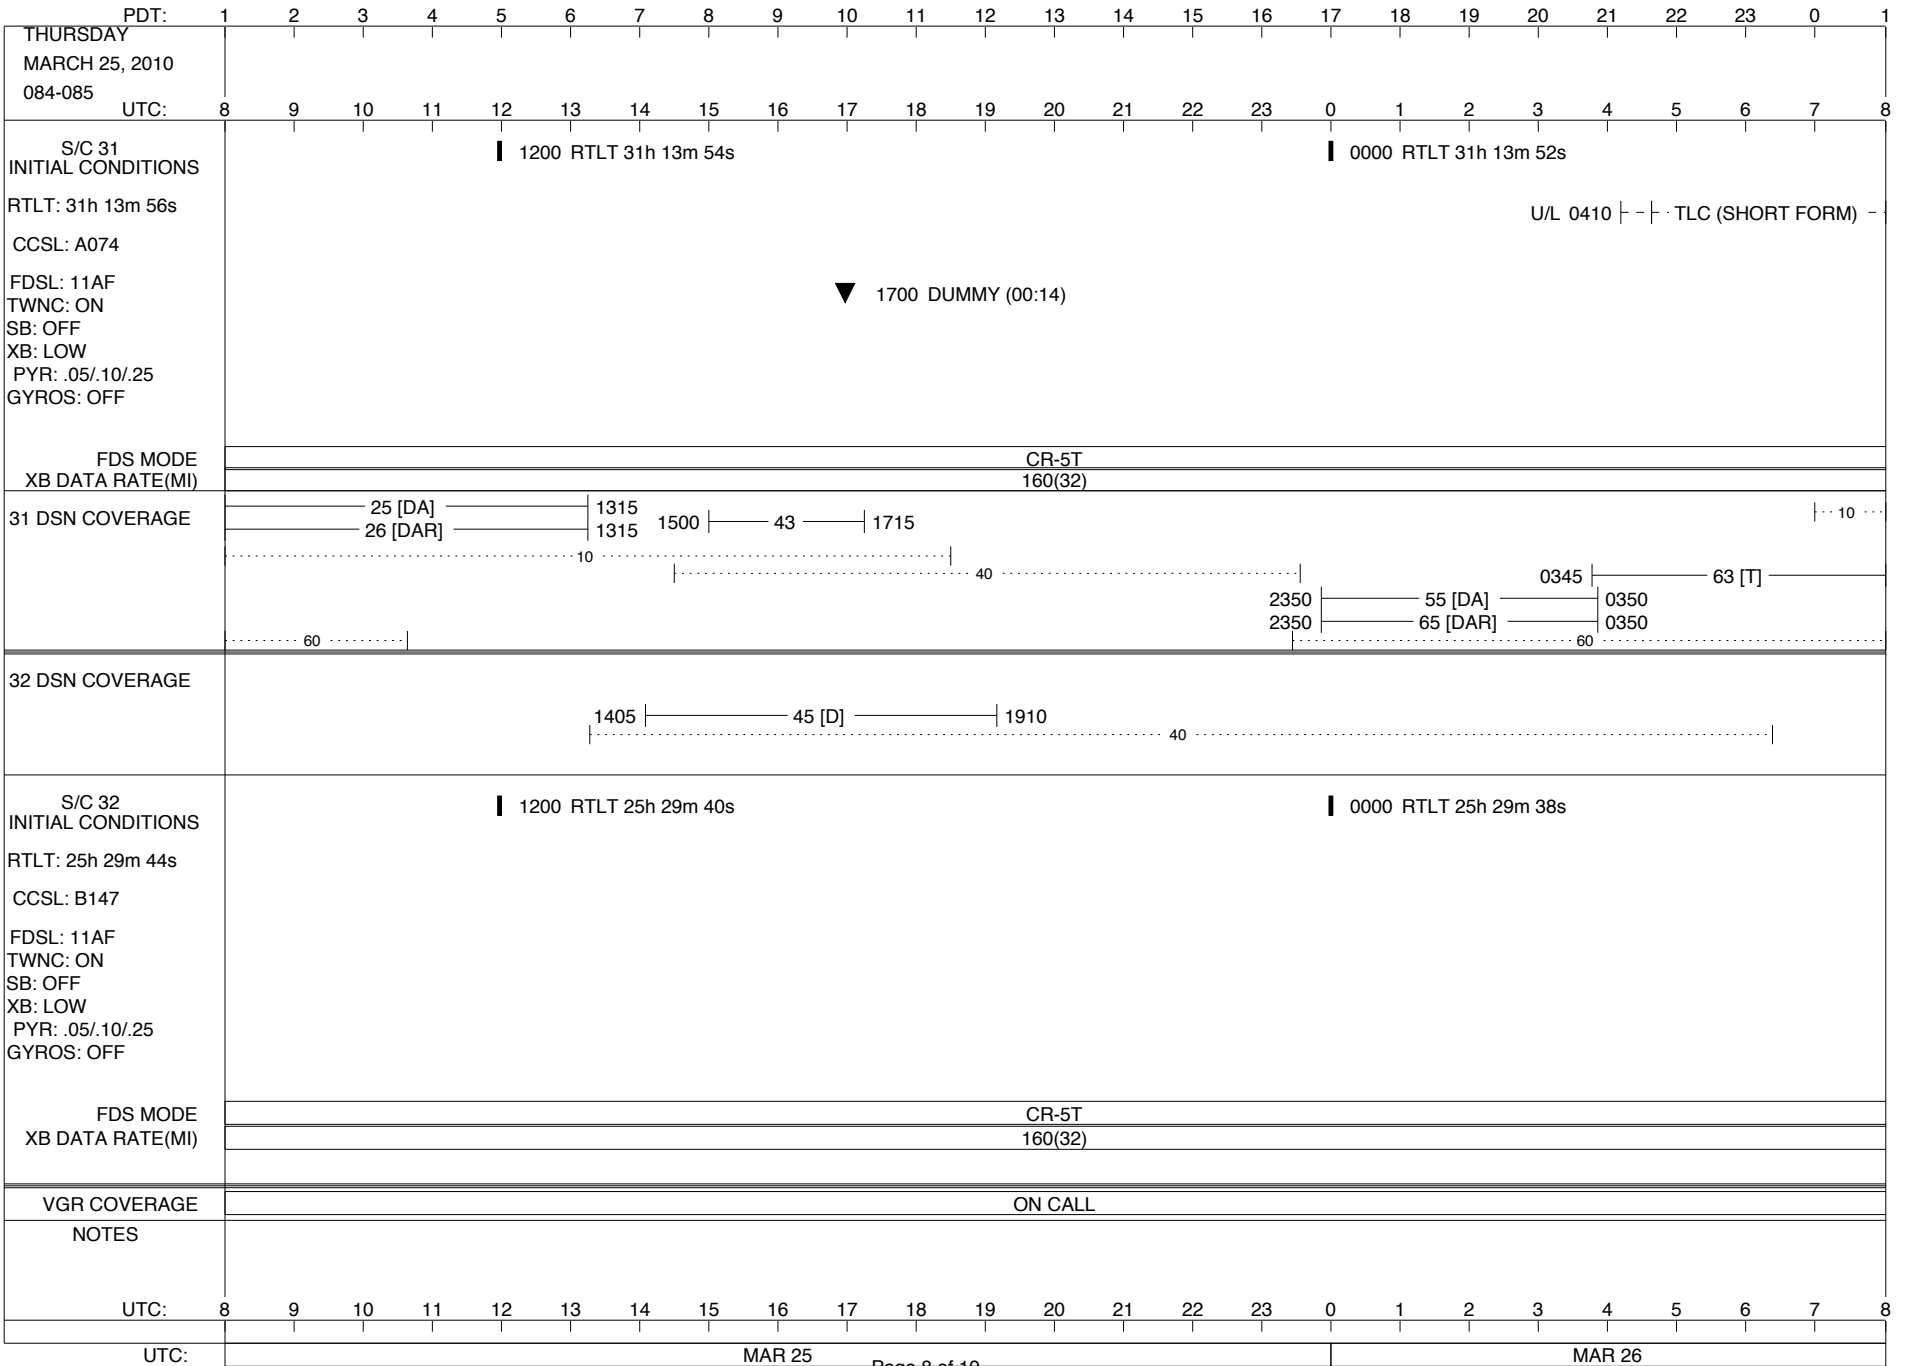 PDT: 1 2 3 4 5 6 7 8 9 10 11 12 13 14 15 16 17 18 19 20 21 22 23 0 1
THURSDAY
MARCH 25, 2010
084-085
UTC: 8 9 10 11 12 13 14 15 16 17 18 19 20 21 22 23 0 1 2 3 4 5 6 7 8
S/C 31
INITIAL CONDITIONS
1200 RTLT 31h 13m 54s
0000 RTLT 31h 13m 52s
RTLT: 31h 13m 56s
U/L 0410 TLC (SHORT FORM)
CCSL: A074
FDSL: 11AF
1700 DUMMY (00:14)
TWNC: ON
SB: OFF
XB: LOW
PYR: .05/.10/.25
GYROS: OFF
FDS MODE CR-5T
XB DATA RATE(MI) 160(32)
31 DSN COVERAGE
25 [DA] 1315
26 [DAR] 1315
1500 43 1715
10
10
40
0345 63 [T]
2350 55 [DA] 0350
2350 65 [DAR] 0350
60
60
32 DSN COVERAGE
1405 45 [D] 1910
40
S/C 32
INITIAL CONDITIONS
1200 RTLT 25h 29m 40s
0000 RTLT 25h 29m 38s
RTLT: 25h 29m 44s
CCSL: B147
FDSL: 11AF
TWNC: ON
SB: OFF
XB: LOW
PYR: .05/.10/.25
GYROS: OFF
FDS MODE CR-5T
XB DATA RATE(MI) 160(32)
VGR COVERAGE ON CALL
NOTES
UTC: 8 9 10 11 12 13 14 15 16 17 18 19 20 21 22 23 0 1 2 3 4 5 6 7 8
UTC: MAR 25 MAR 26
Page 8 of 10